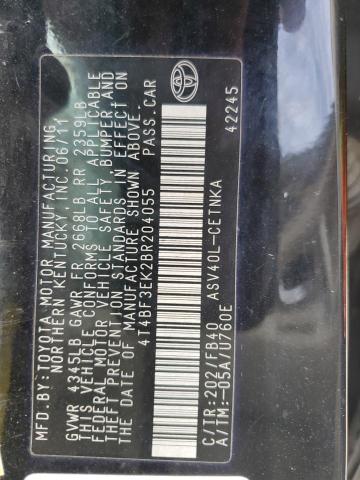 MFD. BY: TOYOTA MOTOR MANUFACTURING,
NORTHERN KENTUCKY, INC. 06/11
GVWR 4345LB GAWR FR 2668LB RR 2359LB
THIS VEHICLE CONFORMS TO ALL APPLICABLE
FEDERAL MOTOR VEHICLE SAFETY, BUMPER, AND
THEFT PREVENTION STANDARDS IN EFFECT ON
THE DATE OF MANUFACTURE SHOWN ABOVE.
4T4BF3EK2BR204055 PASS.CAR
C/TR:202/FB40 ASV40L-CETNKA
A/TM:-05A/U760E 42245